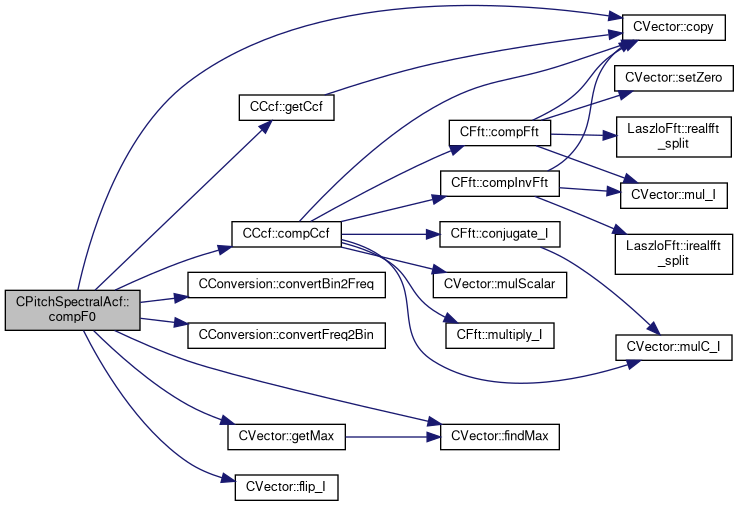 CVector::copy
CVector::setZero
CCcf::getCcf
CFft::compFft
LaszloFft::realfft
_split
CFft::compInvFft
CVector::mul_I
CCcf::compCcf
CFft::conjugate_I
LaszloFft::irealfft
_split
CConversion::convertBin2Freq
CVector::mulScalar
CPitchSpectralAcf::
compF0
CConversion::convertFreq2Bin
CFft::multiply_I
CVector::mulC_I
CVector::getMax
CVector::findMax
CVector::flip_I